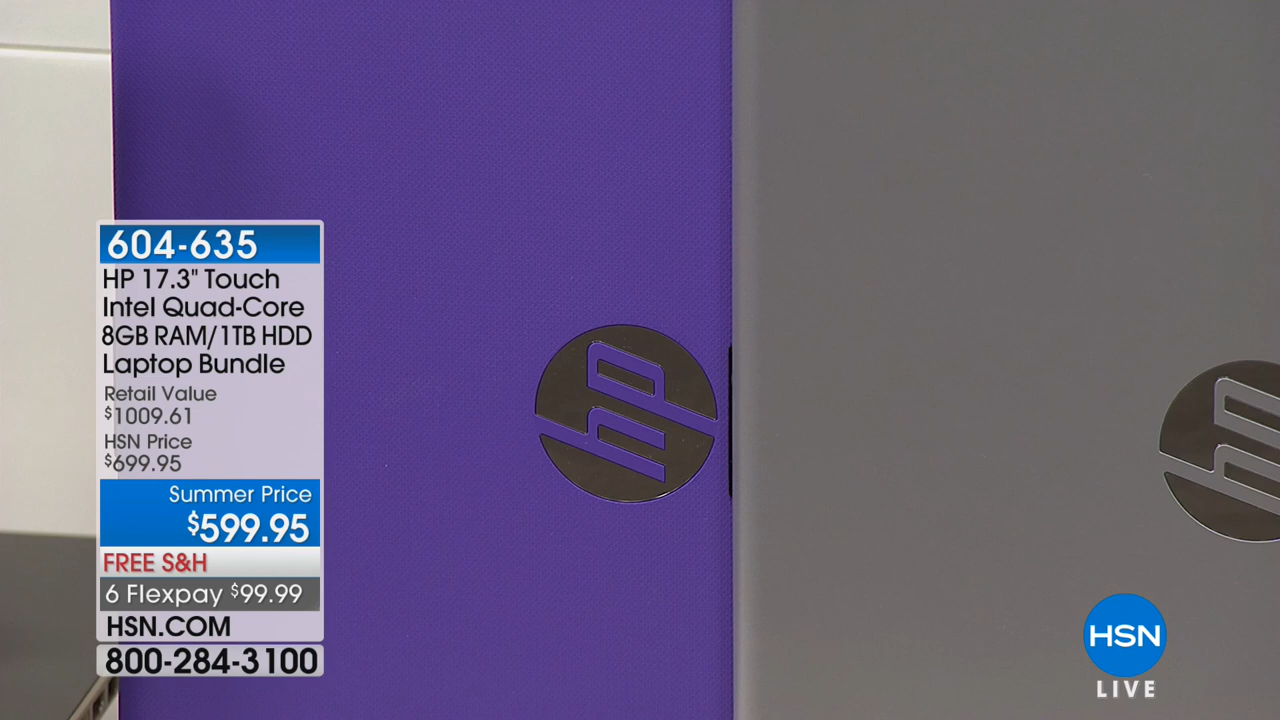 604-635
HP 17.3" Touch
Intel Quad-Core
8GB RAM/1TB HDD
Laptop Bundle
Retail Value
$1009.61
HSN Price
$699.95
Summer Price
$599.95
FREE S&H
6 Flexpay $99.99
HSN.COM
800-284-3100
hp
hp
HSN
LIVE